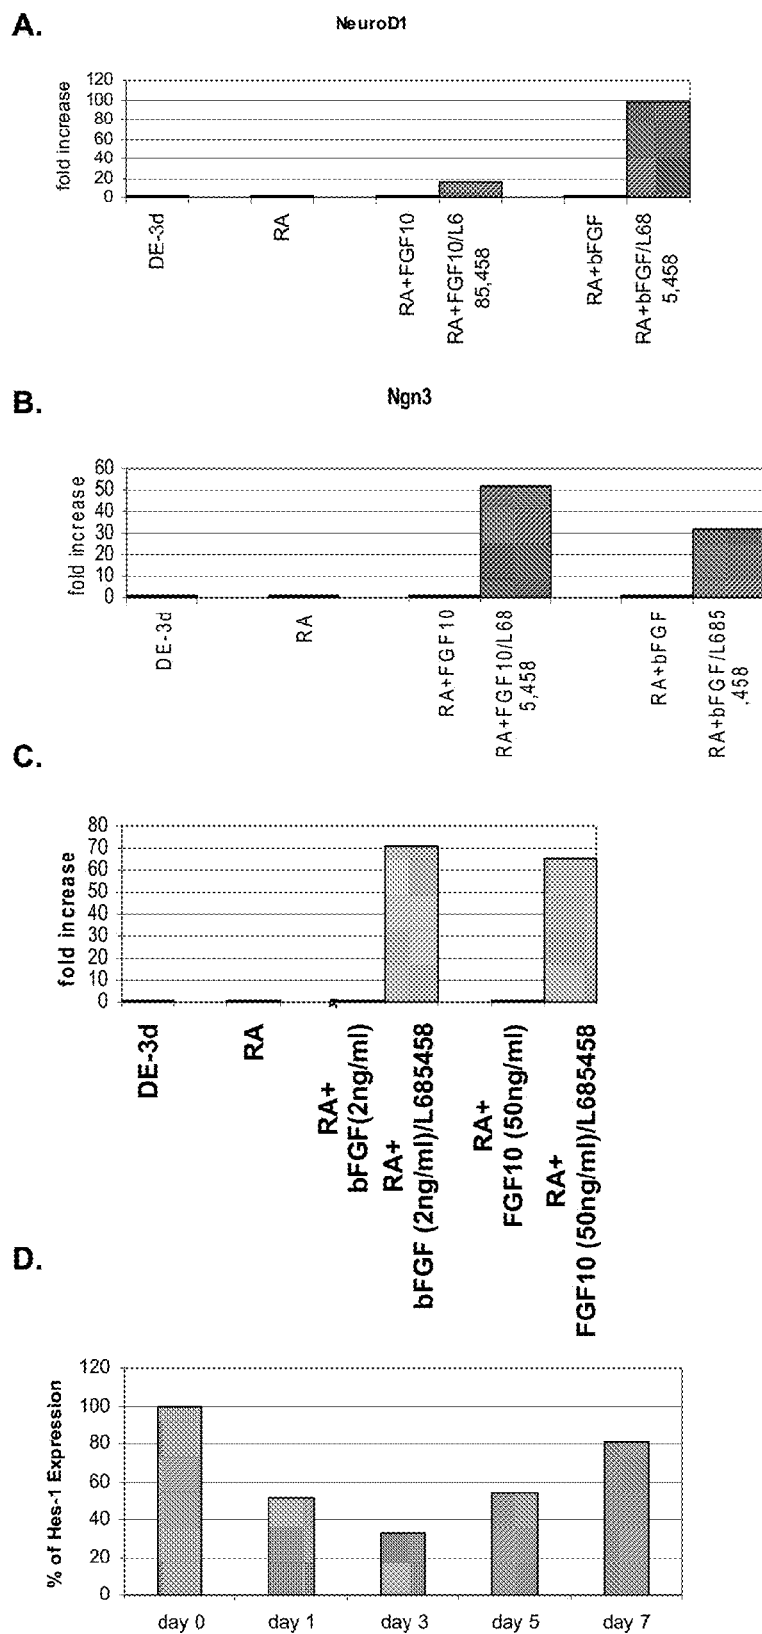 A.
NeuroD1
fold increase
120
100
80
60
40
20
0
DE-3d
RA
RA+FGF10
RA+FGF10/L6
85,458
RA+bFGF
RA+bFGF/L68
5,458
B.
Ngn3
fold increase
60
50
40
30
20
10
0
DE-3d
RA
RA+FGF10
RA+FGF10/L68
5,458
RA+bFGF
RA+bFGF/L685
,458
C.
fold increase
80
70
60
50
40
30
20
10
0
DE-3d
RA
RA+
bFGF(2ng/ml)
RA+
bFGF (2ng/ml)/L685458
RA+
FGF10 (50ng/ml)
RA+
FGF10 (50ng/ml)/L685458
D.
% of Hes-1 Expression
120
100
80
60
40
20
0
day 0
day 1
day 3
day 5
day 7